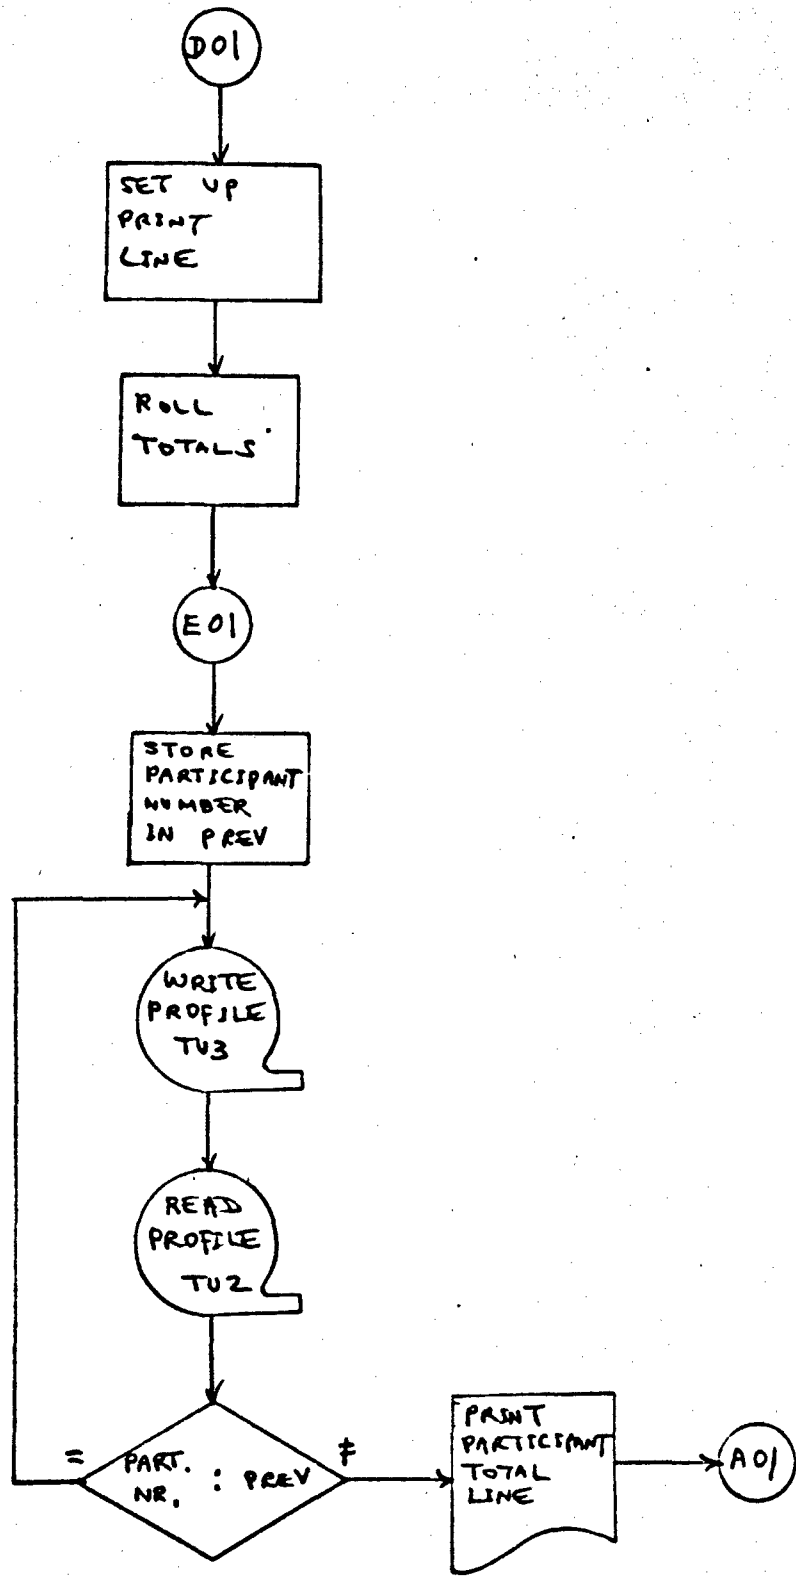 D01
SET UP
PRINT
LINE
ROLL
TOTALS
E01
STORE
PARTICIPANT
NUMBER
IN PREV
WRITE
PROFILE
TU3
READ
PROFILE
TU2
=
PART.
NR.
: PREV
≠
PRINT
PARTICIPANT
TOTAL
LINE
A01